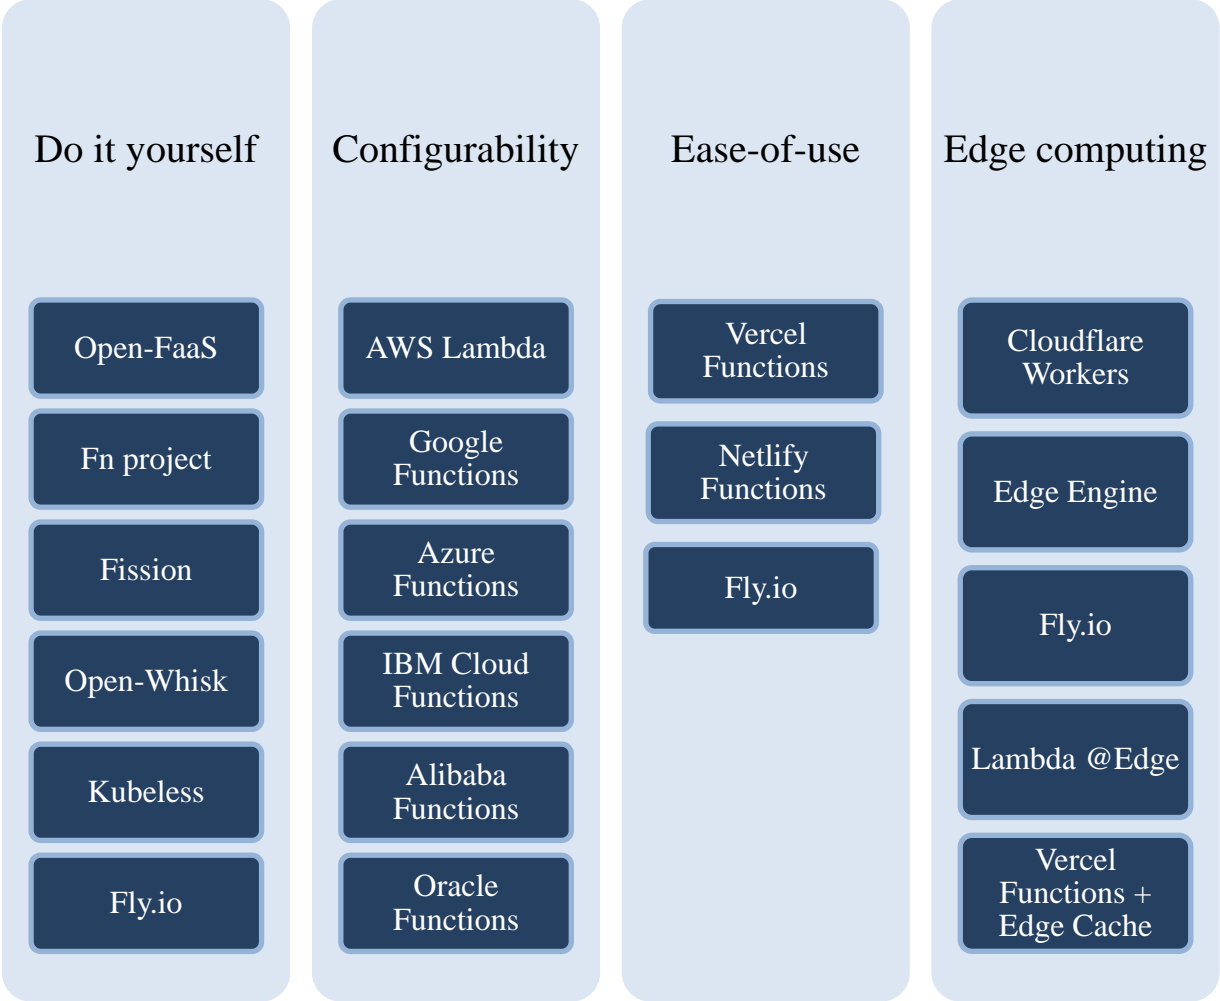 Do it yourself
Open-FaaS
Fn project
Fission
Open-Whisk
Kubeless
Fly.io
Configurability
AWS Lambda
Google
Functions
Azure
Functions
IBM Cloud
Functions
Alibaba
Functions
Oracle
Functions
Ease-of-use
Vercel
Functions
Netlify
Functions
Fly.io
Edge computing
Cloudflare
Workers
Edge Engine
Fly.io
Lambda @Edge
Vercel
Functions +
Edge Cache